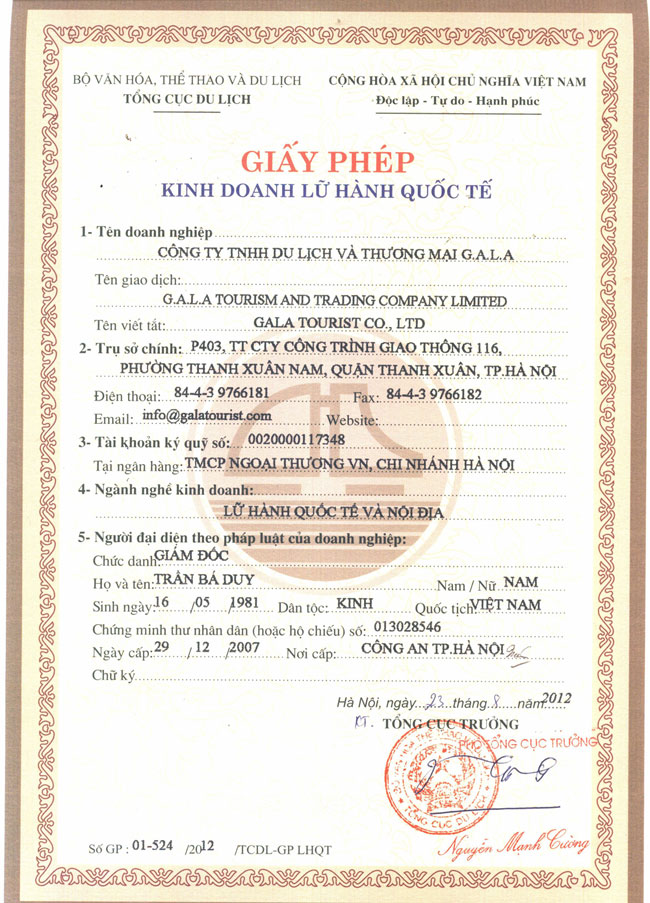 BỘ VĂN HÓA, THỂ THAO VÀ DU LỊCH
TỔNG CỤC DU LỊCH
CỘNG HÒA XÃ HỘI CHỦ NGHĨA VIỆT NAM
Độc lập - Tự do - Hạnh phúc
GIẤY PHÉP
KINH DOANH LỮ HÀNH QUỐC TẾ
1- Tên doanh nghiệp
CÔNG TY TNHH DU LỊCH VÀ THƯƠNG MẠI G.A.L.A
Tên giao dịch:
G.A.L.A TOURISM AND TRADING COMPANY LIMITED
Tên viết tắt: GALA TOURIST CO., LTD
2- Trụ sở chính: P403, TT CTY CÔNG TRÌNH GIAO THÔNG 116,
PHƯỜNG THANH XUÂN NAM, QUẬN THANH XUÂN, TP.HÀ NỘI
Điện thoại: 84-4-3 9766181 Fax: 84-4-3 9766182
Email: info@galatourist.com Website:
3- Tài khoản ký quỹ số: 0020000117348
Tại ngân hàng: TMCP NGOẠI THƯƠNG VN, CHI NHÁNH HÀ NỘI
4- Ngành nghề kinh doanh:
LỮ HÀNH QUỐC TẾ VÀ NỘI ĐỊA
5- Người đại diện theo pháp luật của doanh nghiệp:
Chức danh: GIÁM ĐỐC
Họ và tên: TRẦN BÁ DUY Nam / Nữ NAM
Sinh ngày: 16 / 05 / 1981 Dân tộc: KINH Quốc tịch VIỆT NAM
Chứng minh thư nhân dân (hoặc hộ chiếu) số: 013028546
Ngày cấp: 29 / 12 / 2007 Nơi cấp: CÔNG AN TP.HÀ NỘI
Chữ ký
Hà Nội, ngày 23 tháng 8 năm 2012
KT. TỔNG CỤC TRƯỞNG
PHÓ TỔNG CỤC TRƯỞNG
TỔNG CỤC DU LỊCH
Nguyễn Mạnh Cường
Số GP : 01-524 /2012 /TCDL-GP LHQT